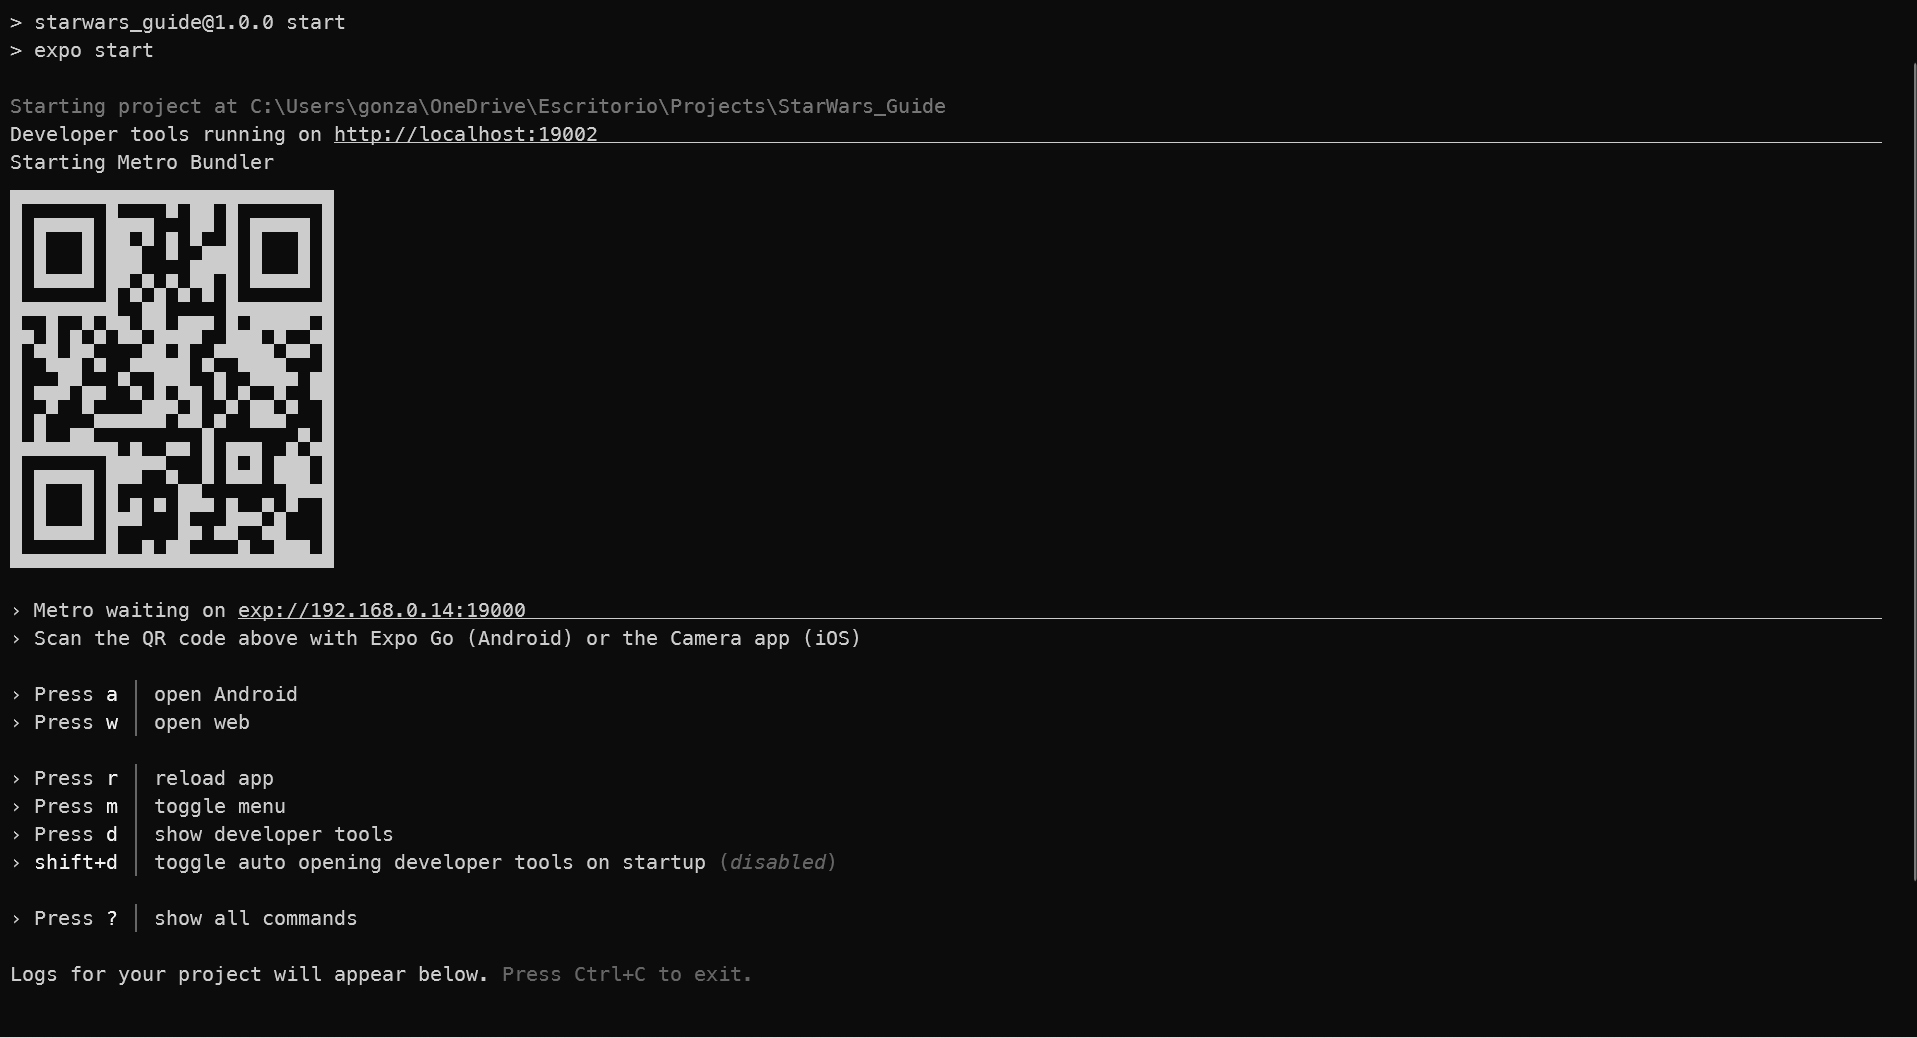 > starwars_guide@1.0.0 start
> expo start
Starting project at C:\Users\gonza\OneDrive\Escritorio\Projects\StarWars_Guide
Developer tools running on http://localhost:19002
Starting Metro Bundler
› Metro waiting on exp://192.168.0.14:19000
› Scan the QR code above with Expo Go (Android) or the Camera app (iOS)
› Press a │ open Android
› Press w │ open web
› Press r │ reload app
› Press m │ toggle menu
› Press d │ show developer tools
› shift+d │ toggle auto opening developer tools on startup (disabled)
› Press ? │ show all commands
Logs for your project will appear below. Press Ctrl+C to exit.